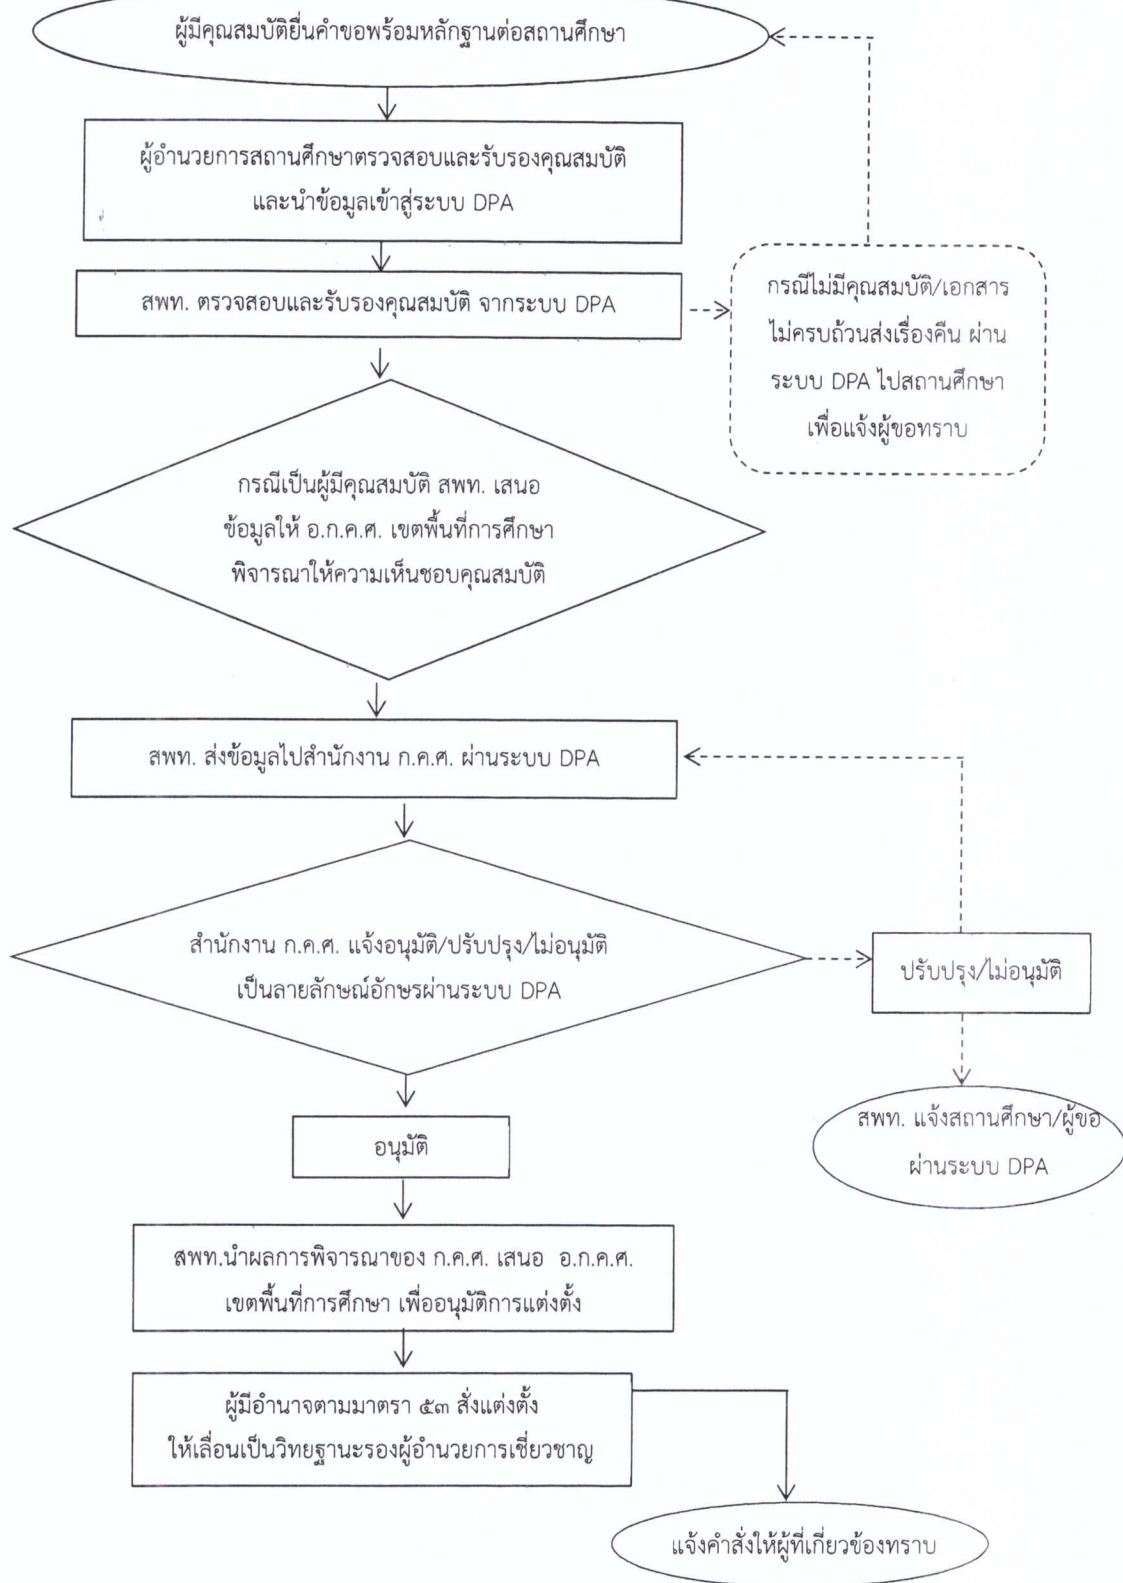 ผู้มีคุณสมบัติยื่นคำขอพร้อมหลักฐานต่อสถานศึกษา
ผู้อำนวยการสถานศึกษาตรวจสอบและรับรองคุณสมบัติ
และนำข้อมูลเข้าสู่ระบบ DPA
สพท. ตรวจสอบและรับรองคุณสมบัติ จากระบบ DPA
กรณีไม่มีคุณสมบัติ/เอกสาร
ไม่ครบถ้วนส่งเรื่องคืน ผ่าน
ระบบ DPA ไปสถานศึกษา
เพื่อแจ้งผู้ขอทราบ
กรณีเป็นผู้มีคุณสมบัติ สพท. เสนอ
ข้อมูลให้ อ.ก.ค.ศ. เขตพื้นที่การศึกษา
พิจารณาให้ความเห็นชอบคุณสมบัติ
สพท. ส่งข้อมูลไปสำนักงาน ก.ค.ศ. ผ่านระบบ DPA
สำนักงาน ก.ค.ศ. แจ้งอนุมัติ/ปรับปรุง/ไม่อนุมัติ
เป็นลายลักษณ์อักษรผ่านระบบ DPA
ปรับปรุง/ไม่อนุมัติ
สพท. แจ้งสถานศึกษา/ผู้ขอ
ผ่านระบบ DPA
อนุมัติ
สพท.นำผลการพิจารณาของ ก.ค.ศ. เสนอ อ.ก.ค.ศ.
เขตพื้นที่การศึกษา เพื่ออนุมัติการแต่งตั้ง
ผู้มีอำนาจตามมาตรา ๕๓ สั่งแต่งตั้ง
ให้เลื่อนเป็นวิทยฐานะรองผู้อำนวยการเชี่ยวชาญ
แจ้งคำสั่งให้ผู้ที่เกี่ยวข้องทราบ